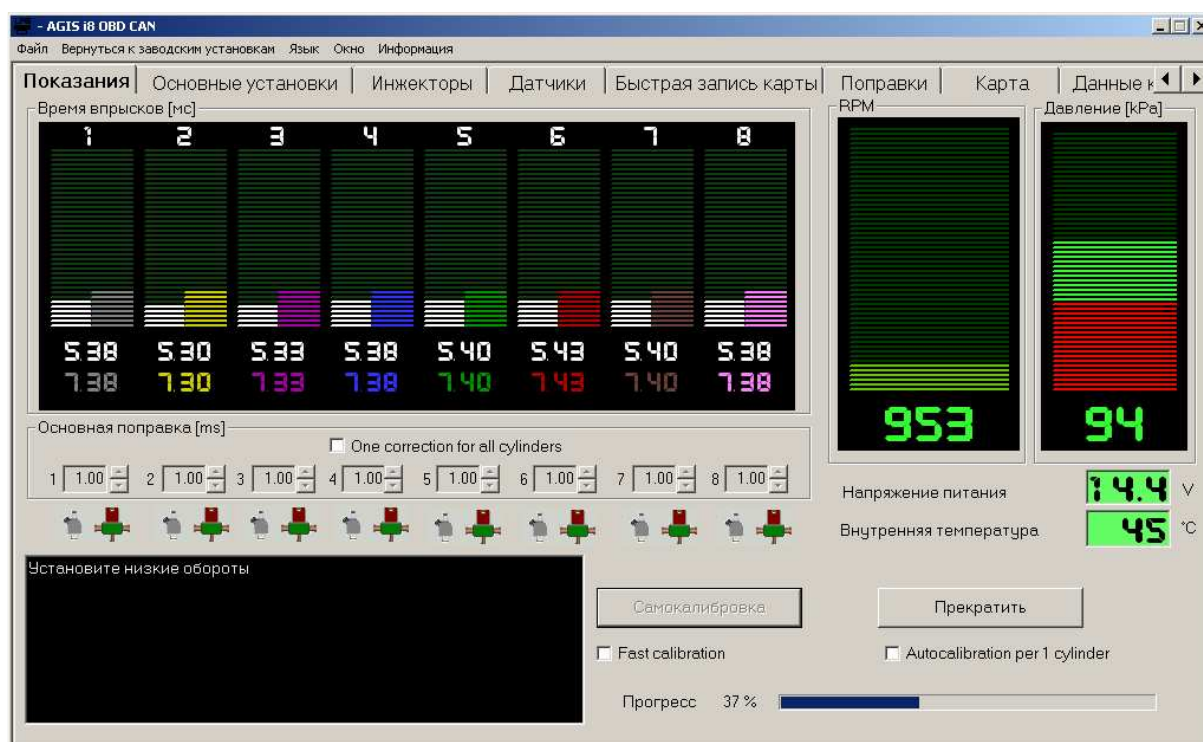 - AGIS i8 OBD CAN
Файл Вернуться к заводским установкам Язык Окно Информация
Показания Основные установки Инжекторы Датчики Быстрая запись карты Поправки Карта Данные к
Время впрысков [мс]
1 2 3 4 5 6 7 8
5.38 5.30 5.33 5.38 5.40 5.43 5.40 5.38
7.38 7.30 7.33 7.38 7.40 7.43 7.40 7.38
RPM
953
Давление [kPa]
94
Основная поправка [ms]
One correction for all cylinders
1 1.00 2 1.00 3 1.00 4 1.00 5 1.00 6 1.00 7 1.00 8 1.00
Напряжение питания 14.4 V
Внутренняя температура 45 °C
Установите низкие обороты
Самокалибровка Прекратить
Fast calibration Autocalibration per 1 cylinder
Прогресс 37 %